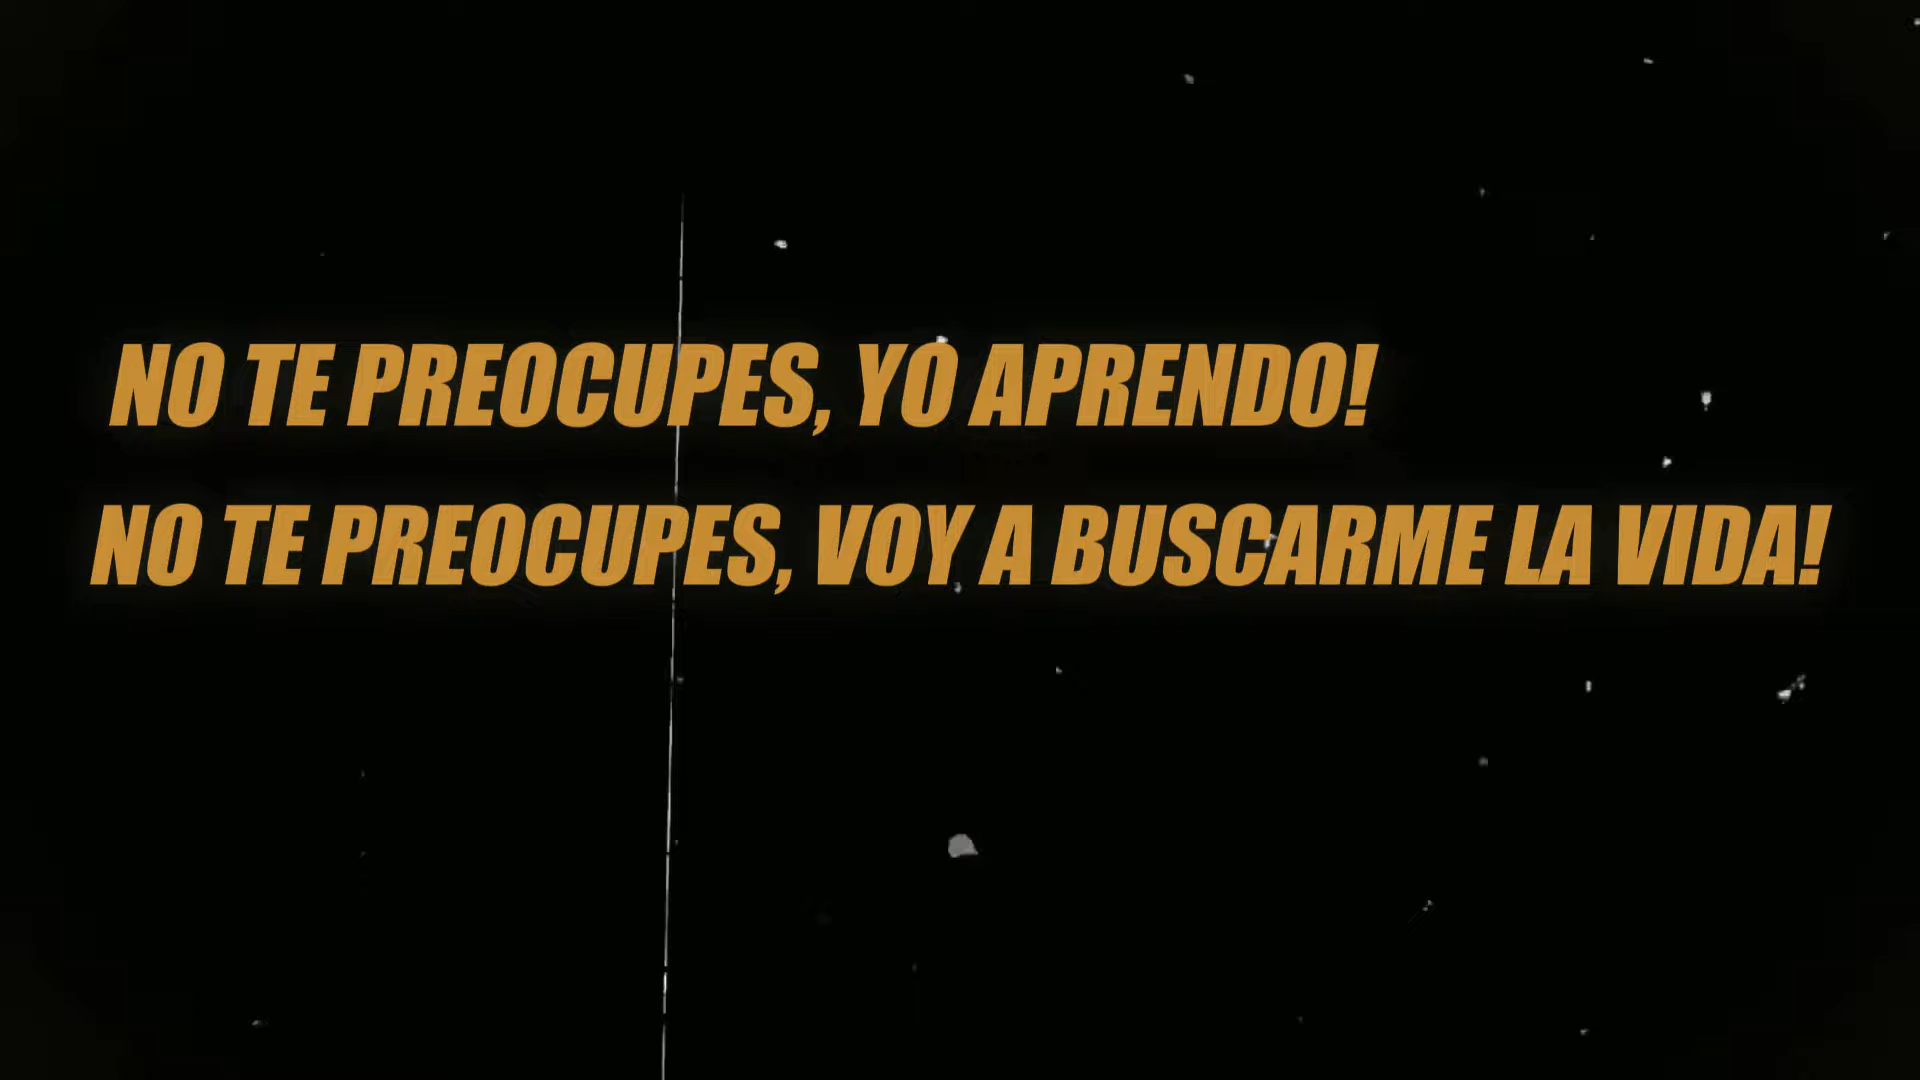 NO TE PREOCUPES, YO APRENDO!
NO TE PREOCUPES, VOY A BUSCARME LA VIDA!